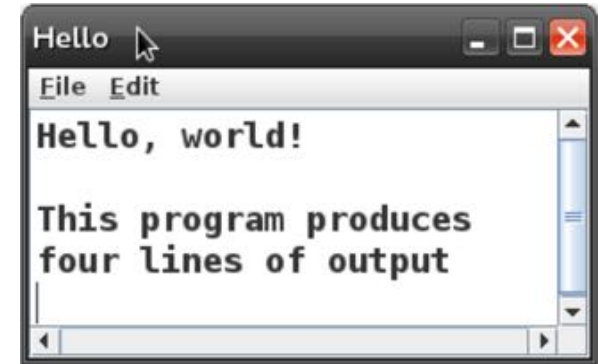 Hello
File Edit
Hello, world!
This program produces
four lines of output